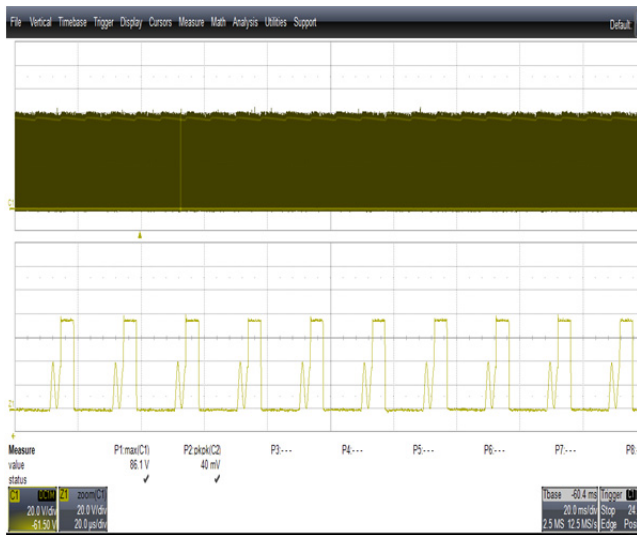 File Vertical Timebase Trigger Display Cursors Measure Math Analysis Utilities Support Default
Measure P1:max(C1) P2:pkpk(C2) P3:--- P4:--- P5:--- P6:--- P7:--- P8:
value 86.1 V 40 mV
status
C1 DC1M Z1 zoom(C1) Tbase -60.4 ms Trigger
20.0 V/div 20.0 V/div 20.0 ms/div Stop 24.
-61.50 V 20.0 µs/div 2.5 MS 12.5 MS/s Edge Pos